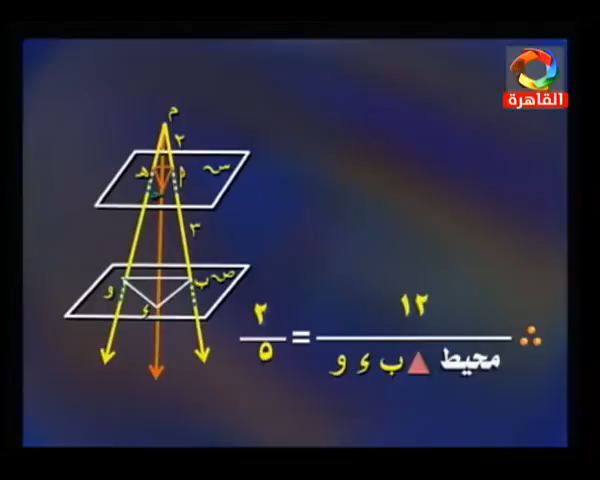 القاهرة
م
٢
س
ھ أ
ج
٣
ص
و ب
ء
∴ ١٢ / محيط ▲ ب ء و = ٢ / ٥